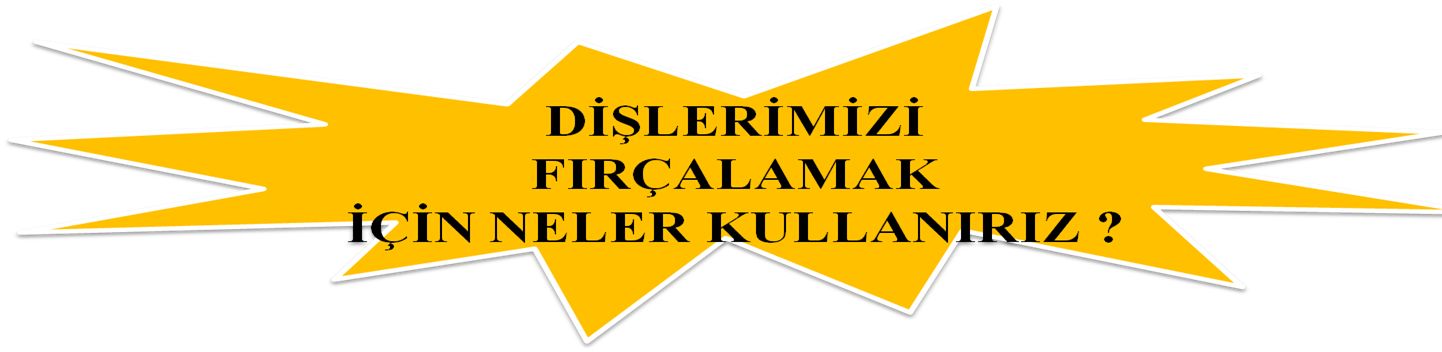 DİŞLERİMİZİ
FIRÇALAMAK
İÇİN NELER KULLANIRIZ ?